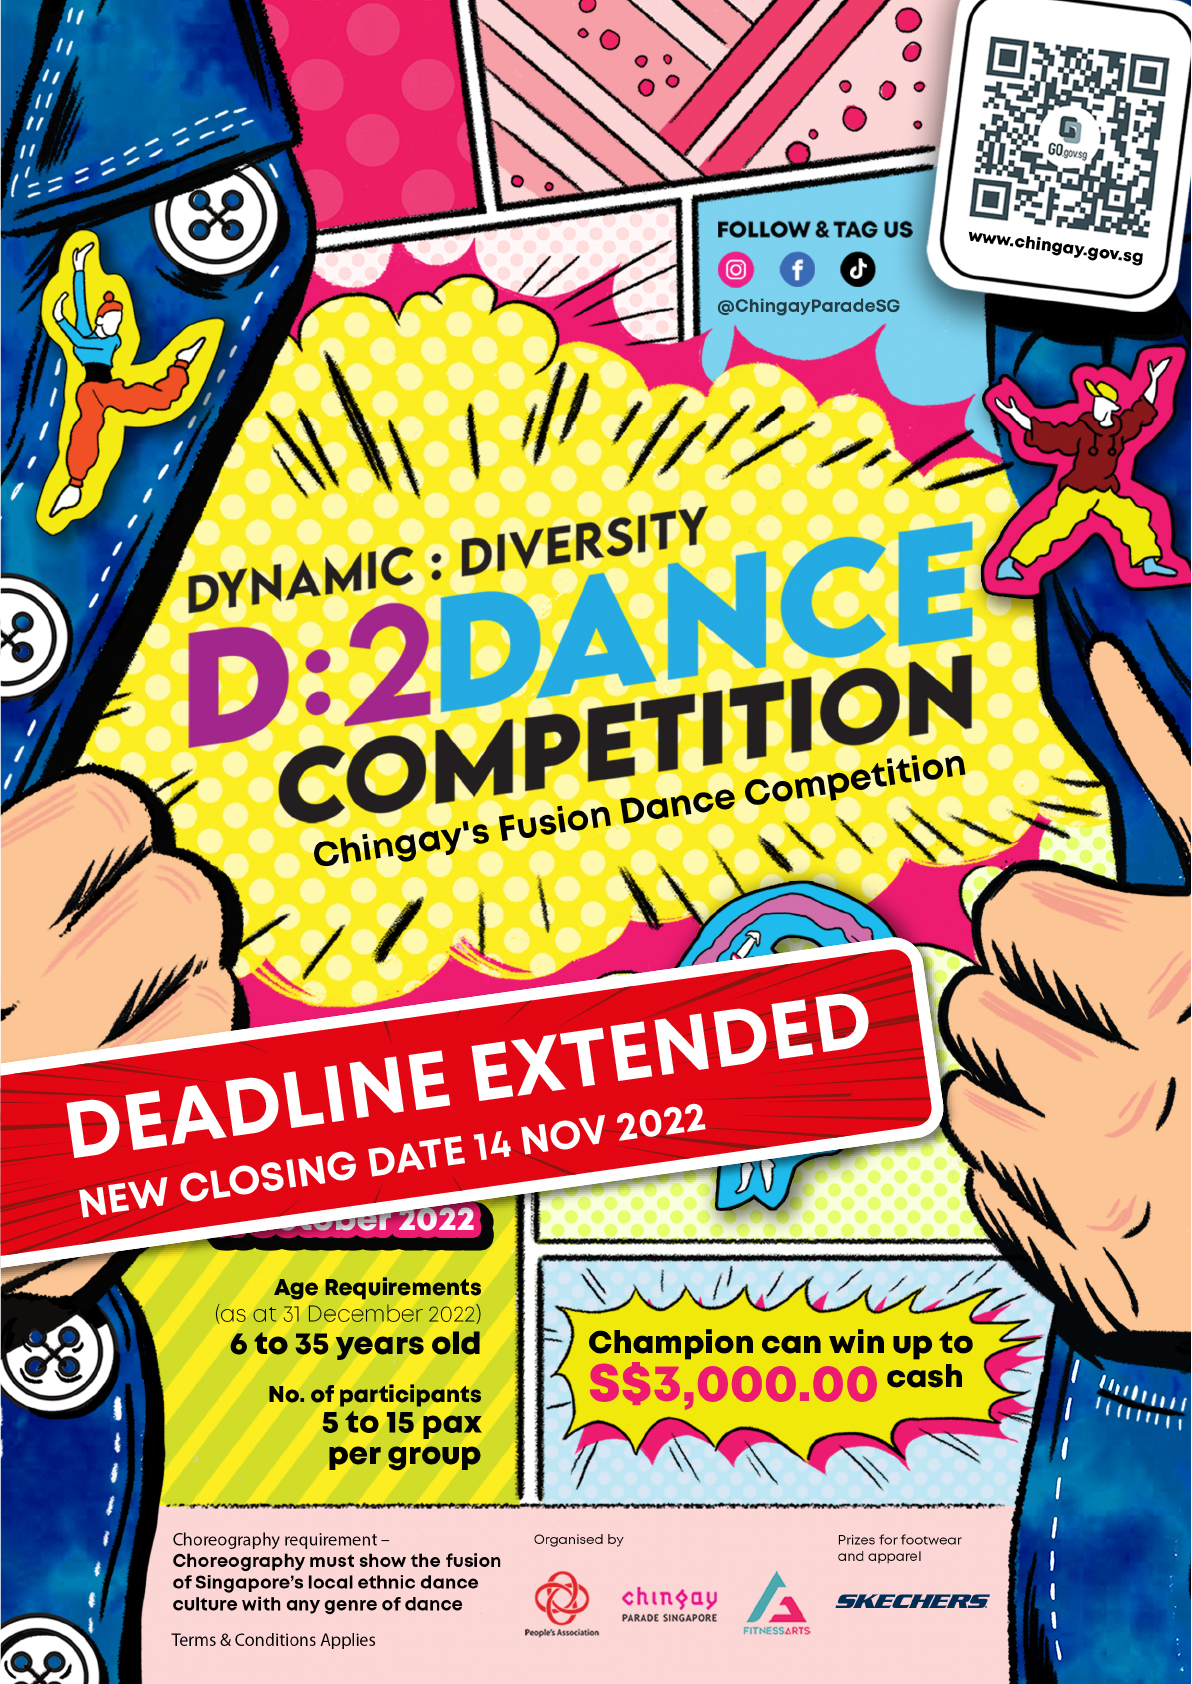 GO.gov.sg
www.chingay.gov.sg
FOLLOW & TAG US
@ChingayParadeSG
DYNAMIC : DIVERSITY
D:2DANCE
COMPETITION
Chingay's Fusion Dance Competition
DEADLINE EXTENDED
NEW CLOSING DATE 14 NOV 2022
2022
Age Requirements
(as at 31 December 2022)
6 to 35 years old
No. of participants
5 to 15 pax
per group
Champion can win up to
S$3,000.00 cash
Choreography requirement –
Choreography must show the fusion
of Singapore's local ethnic dance
culture with any genre of dance
Terms & Conditions Applies
Organised by
People's Association
chingay
PARADE SINGAPORE
FITNESSARTS
Prizes for footwear
and apparel
SKECHERS